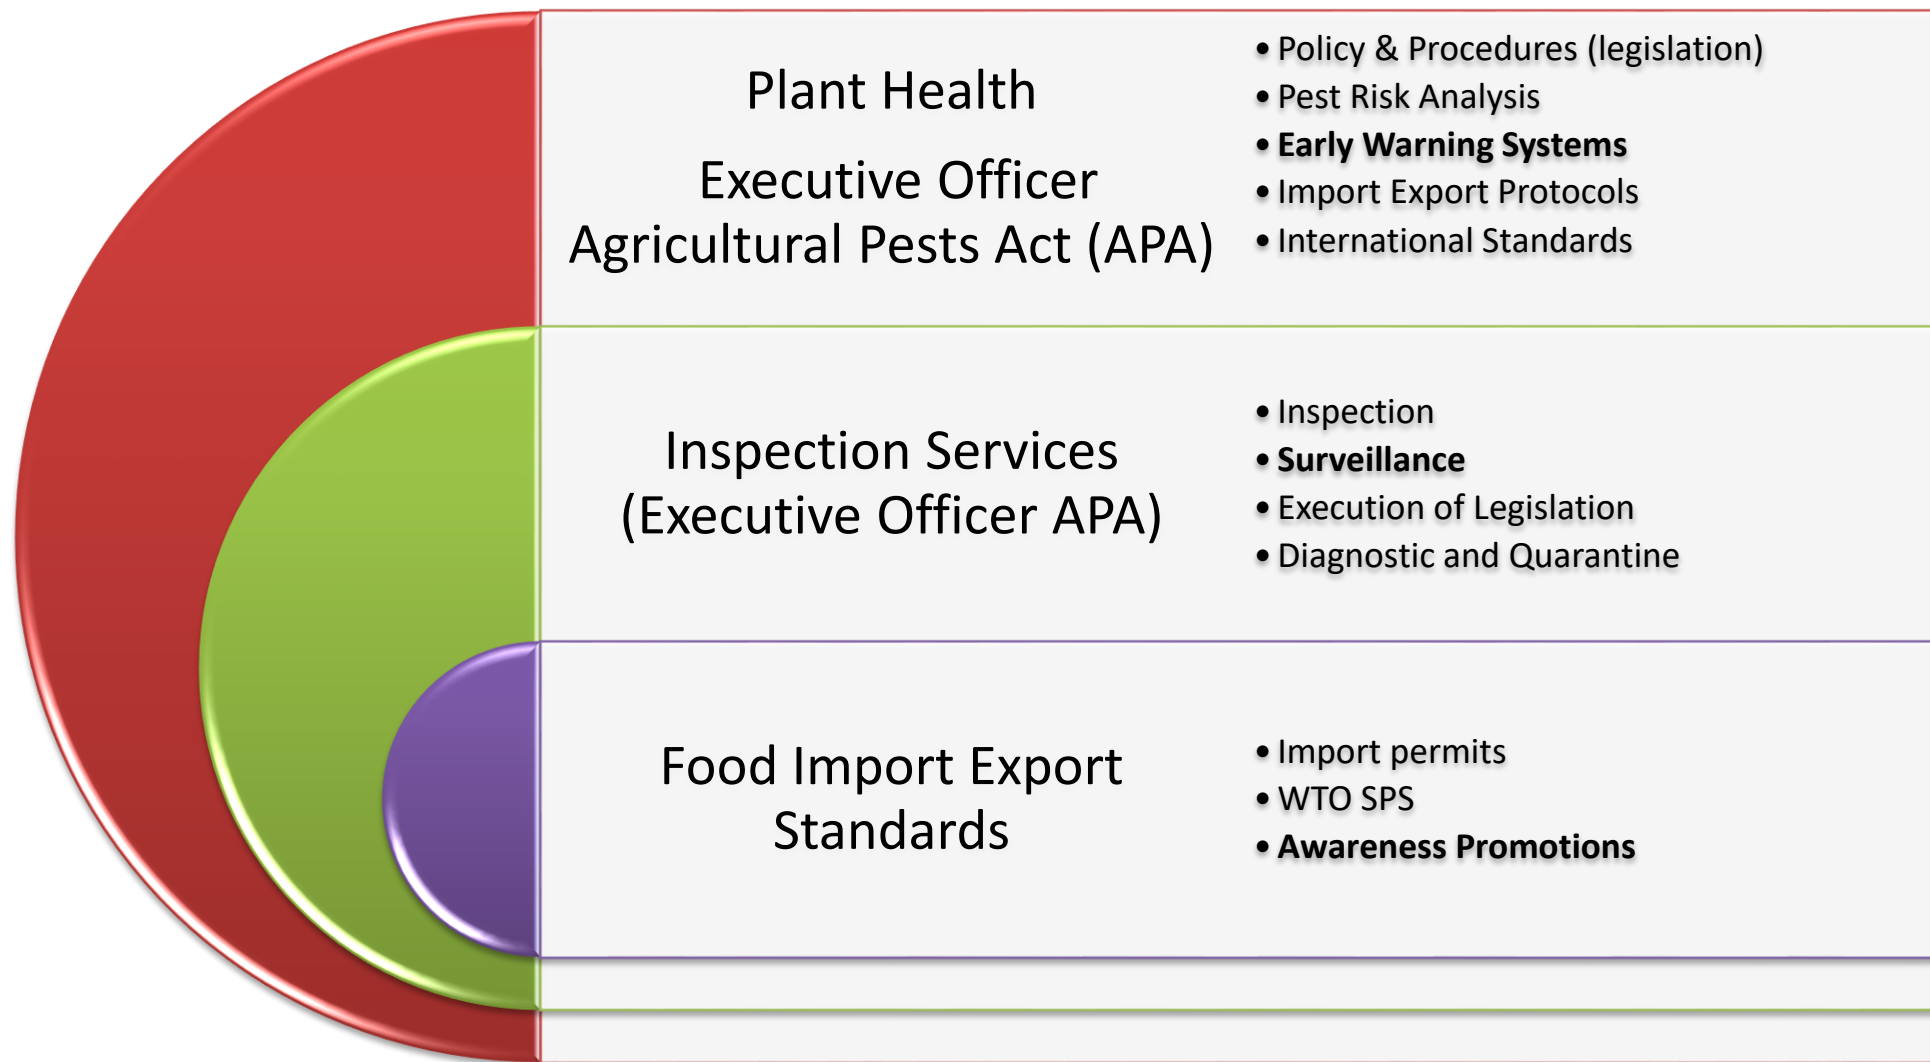 Plant Health
Executive Officer
Agricultural Pests Act (APA)
• Policy & Procedures (legislation)
• Pest Risk Analysis
• Early Warning Systems
• Import Export Protocols
• International Standards
Inspection Services
(Executive Officer APA)
• Inspection
• Surveillance
• Execution of Legislation
• Diagnostic and Quarantine
Food Import Export
Standards
• Import permits
• WTO SPS
• Awareness Promotions